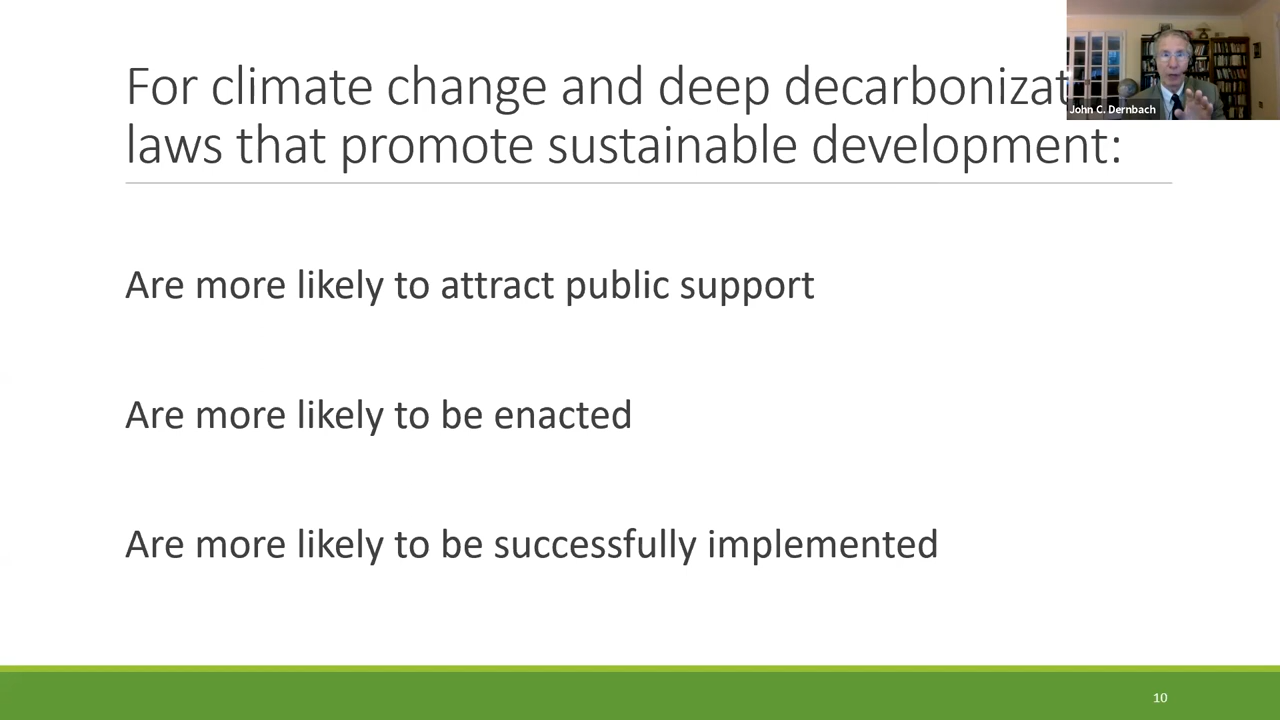 For climate change and deep decarbonizat
laws that promote sustainable development:
John C. Dernbach
Are more likely to attract public support
Are more likely to be enacted
Are more likely to be successfully implemented
10